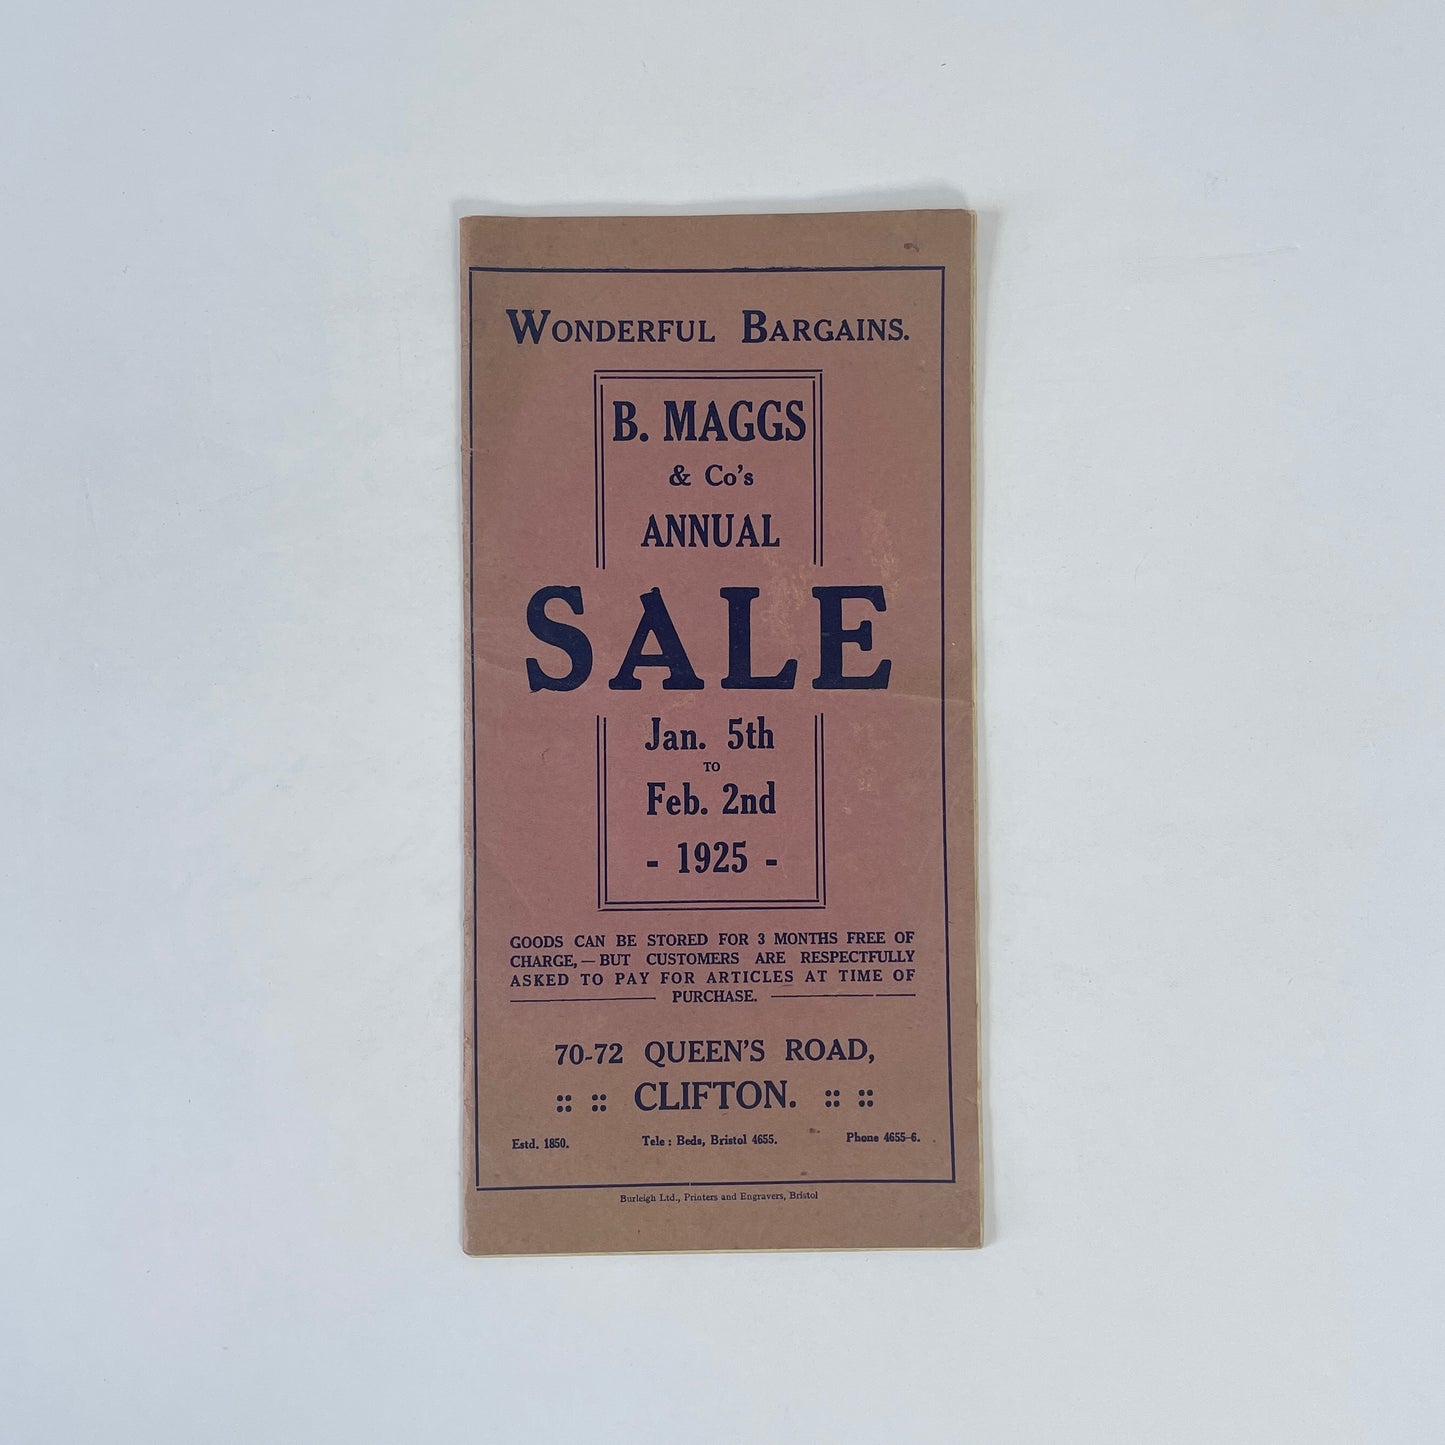 WONDERFUL BARGAINS.
B. MAGGS
& Co's
ANNUAL
SALE
Jan. 5th
TO
Feb. 2nd
- 1925 -
GOODS CAN BE STORED FOR 3 MONTHS FREE OF
CHARGE,—BUT CUSTOMERS ARE RESPECTFULLY
ASKED TO PAY FOR ARTICLES AT TIME OF
PURCHASE.
70-72 QUEEN'S ROAD,
:: :: CLIFTON. :: ::
Estd. 1850. Tele : Beds, Bristol 4655. Phone 4655-6.
Burleigh Ltd., Printers and Engravers, Bristol